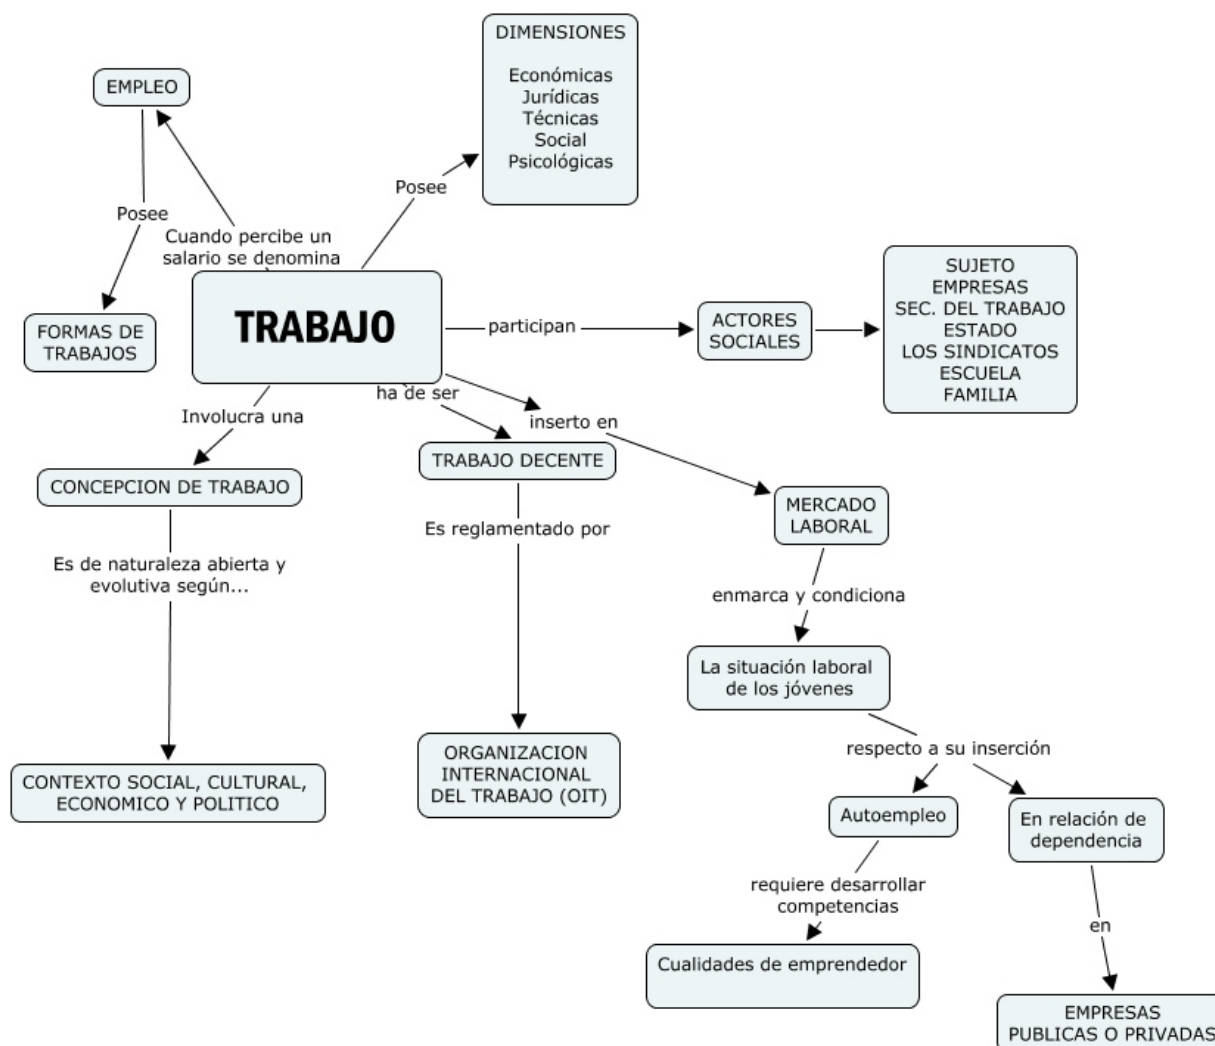 DIMENSIONES
Económicas
Jurídicas
Técnicas
Social
Psicológicas
EMPLEO
Posee
Posee
Cuando percibe un
salario se denomina
FORMAS DE
TRABAJOS
TRABAJO
participan
ACTORES
SOCIALES
SUJETO
EMPRESAS
SEC. DEL TRABAJO
ESTADO
LOS SINDICATOS
ESCUELA
FAMILIA
Involucra una
ha de ser
inserto en
CONCEPCION DE TRABAJO
TRABAJO DECENTE
MERCADO
LABORAL
Es de naturaleza abierta y
evolutiva según...
Es reglamentado por
enmarca y condiciona
La situación laboral
de los jóvenes
CONTEXTO SOCIAL, CULTURAL,
ECONOMICO Y POLITICO
ORGANIZACION
INTERNACIONAL
DEL TRABAJO (OIT)
respecto a su inserción
Autoempleo
En relación de
dependencia
requiere desarrollar
competencias
en
Cualidades de emprendedor
EMPRESAS
PUBLICAS O PRIVADAS